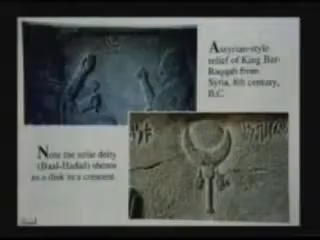 Assyrian-style
relief of King Bar-
Raqqah from
Syria, 8th century,
B.C.
Note the solar deity
(Baal-Hadad) shown
as a disk in a crescent.